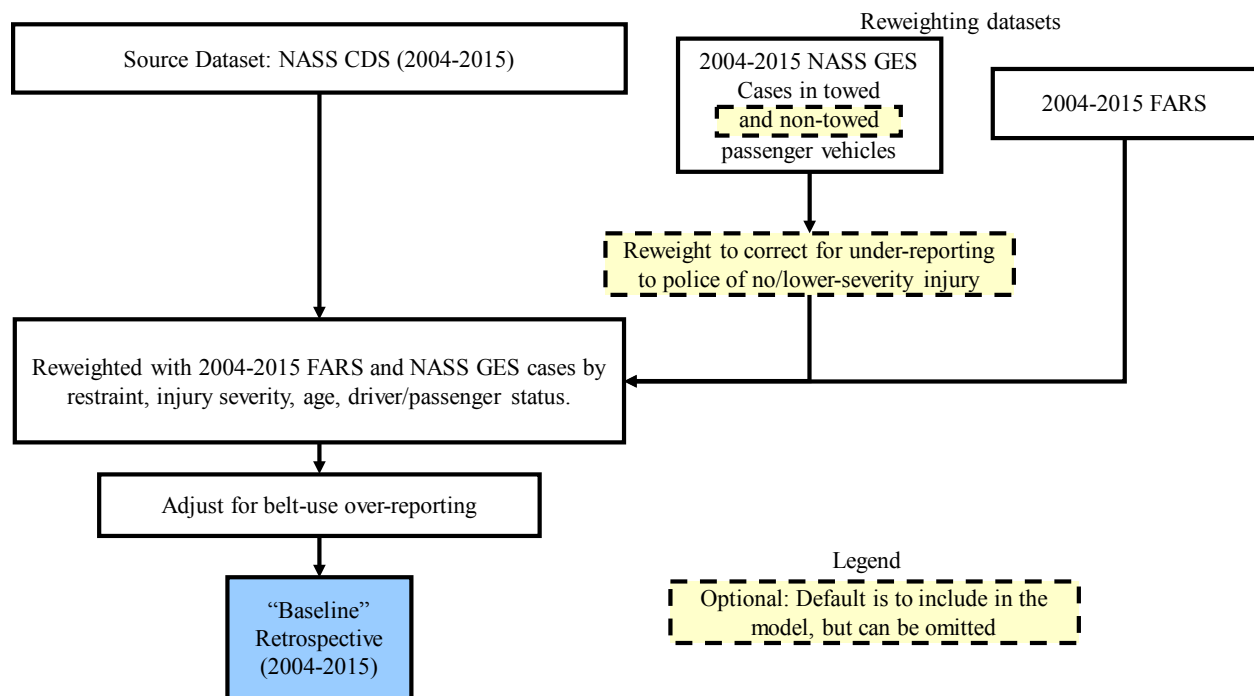 Reweighting datasets
Source Dataset: NASS CDS (2004-2015)
2004-2015 NASS GES
Cases in towed
and non-towed
passenger vehicles
2004-2015 FARS
Reweight to correct for under-reporting
to police of no/lower-severity injury
Reweighted with 2004-2015 FARS and NASS GES cases by
restraint, injury severity, age, driver/passenger status.
Adjust for belt-use over-reporting
“Baseline”
Retrospective
(2004-2015)
Legend
Optional: Default is to include in the
model, but can be omitted